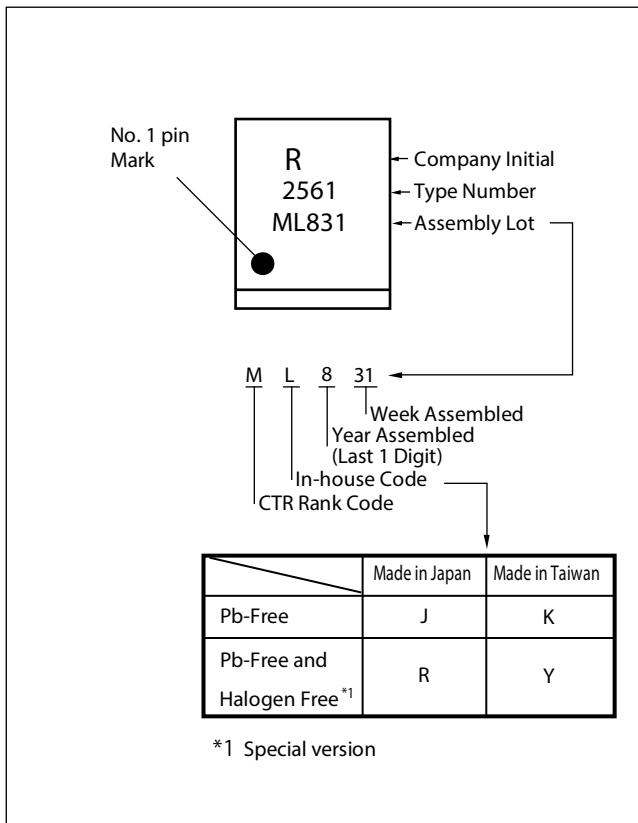 No. 1 pin
Mark
R
2561
ML831
Company Initial
Type Number
Assembly Lot
M L 8 31
Week Assembled
Year Assembled
(Last 1 Digit)
In-house Code
CTR Rank Code
Made in Japan Made in Taiwan
Pb-Free J K
Pb-Free and
Halogen Free *1 R Y
*1 Special version